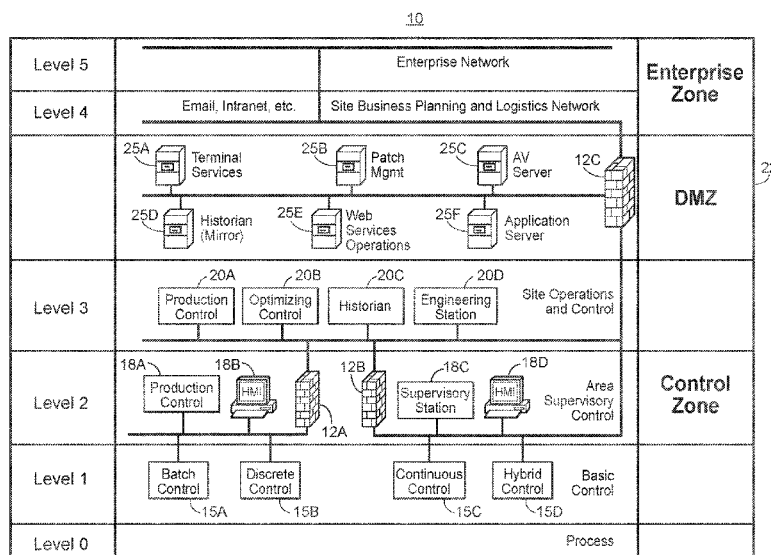 10
Level 5
Enterprise Network
Enterprise
Zone
Level 4
Email, Intranet, etc.
Site Business Planning and Logistics Network
25A
Terminal
Services
25B
Patch
Mgmt
25C
AV
Server
12C
DMZ
25D
Historian
(Mirror)
25E
Web
Services
Operations
25F
Application
Server
Level 3
20A
Production
Control
20B
Optimizing
Control
20C
Historian
20D
Engineering
Station
Site Operations
and Control
Level 2
18A
Production
Control
18B
HMI
12A
12B
18C
Supervisory
Station
18D
HMI
Area
Supervisory
Control
Control
Zone
Level 1
Batch
Control
15A
Discrete
Control
15B
Continuous
Control
15C
Hybrid
Control
15D
Basic
Control
Level 0
Process